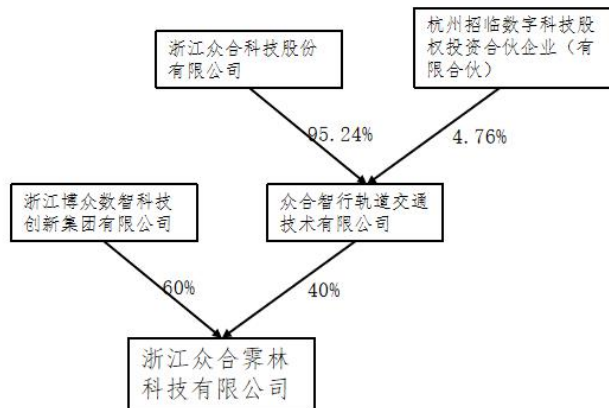 浙江众合科技股份
有限公司
杭州招临数字科技股
权投资合伙企业（有
限合伙）
95.24%
4.76%
浙江博众数智科技
创新集团有限公司
众合智行轨道交通
技术有限公司
60%
40%
浙江众合霁林
科技有限公司